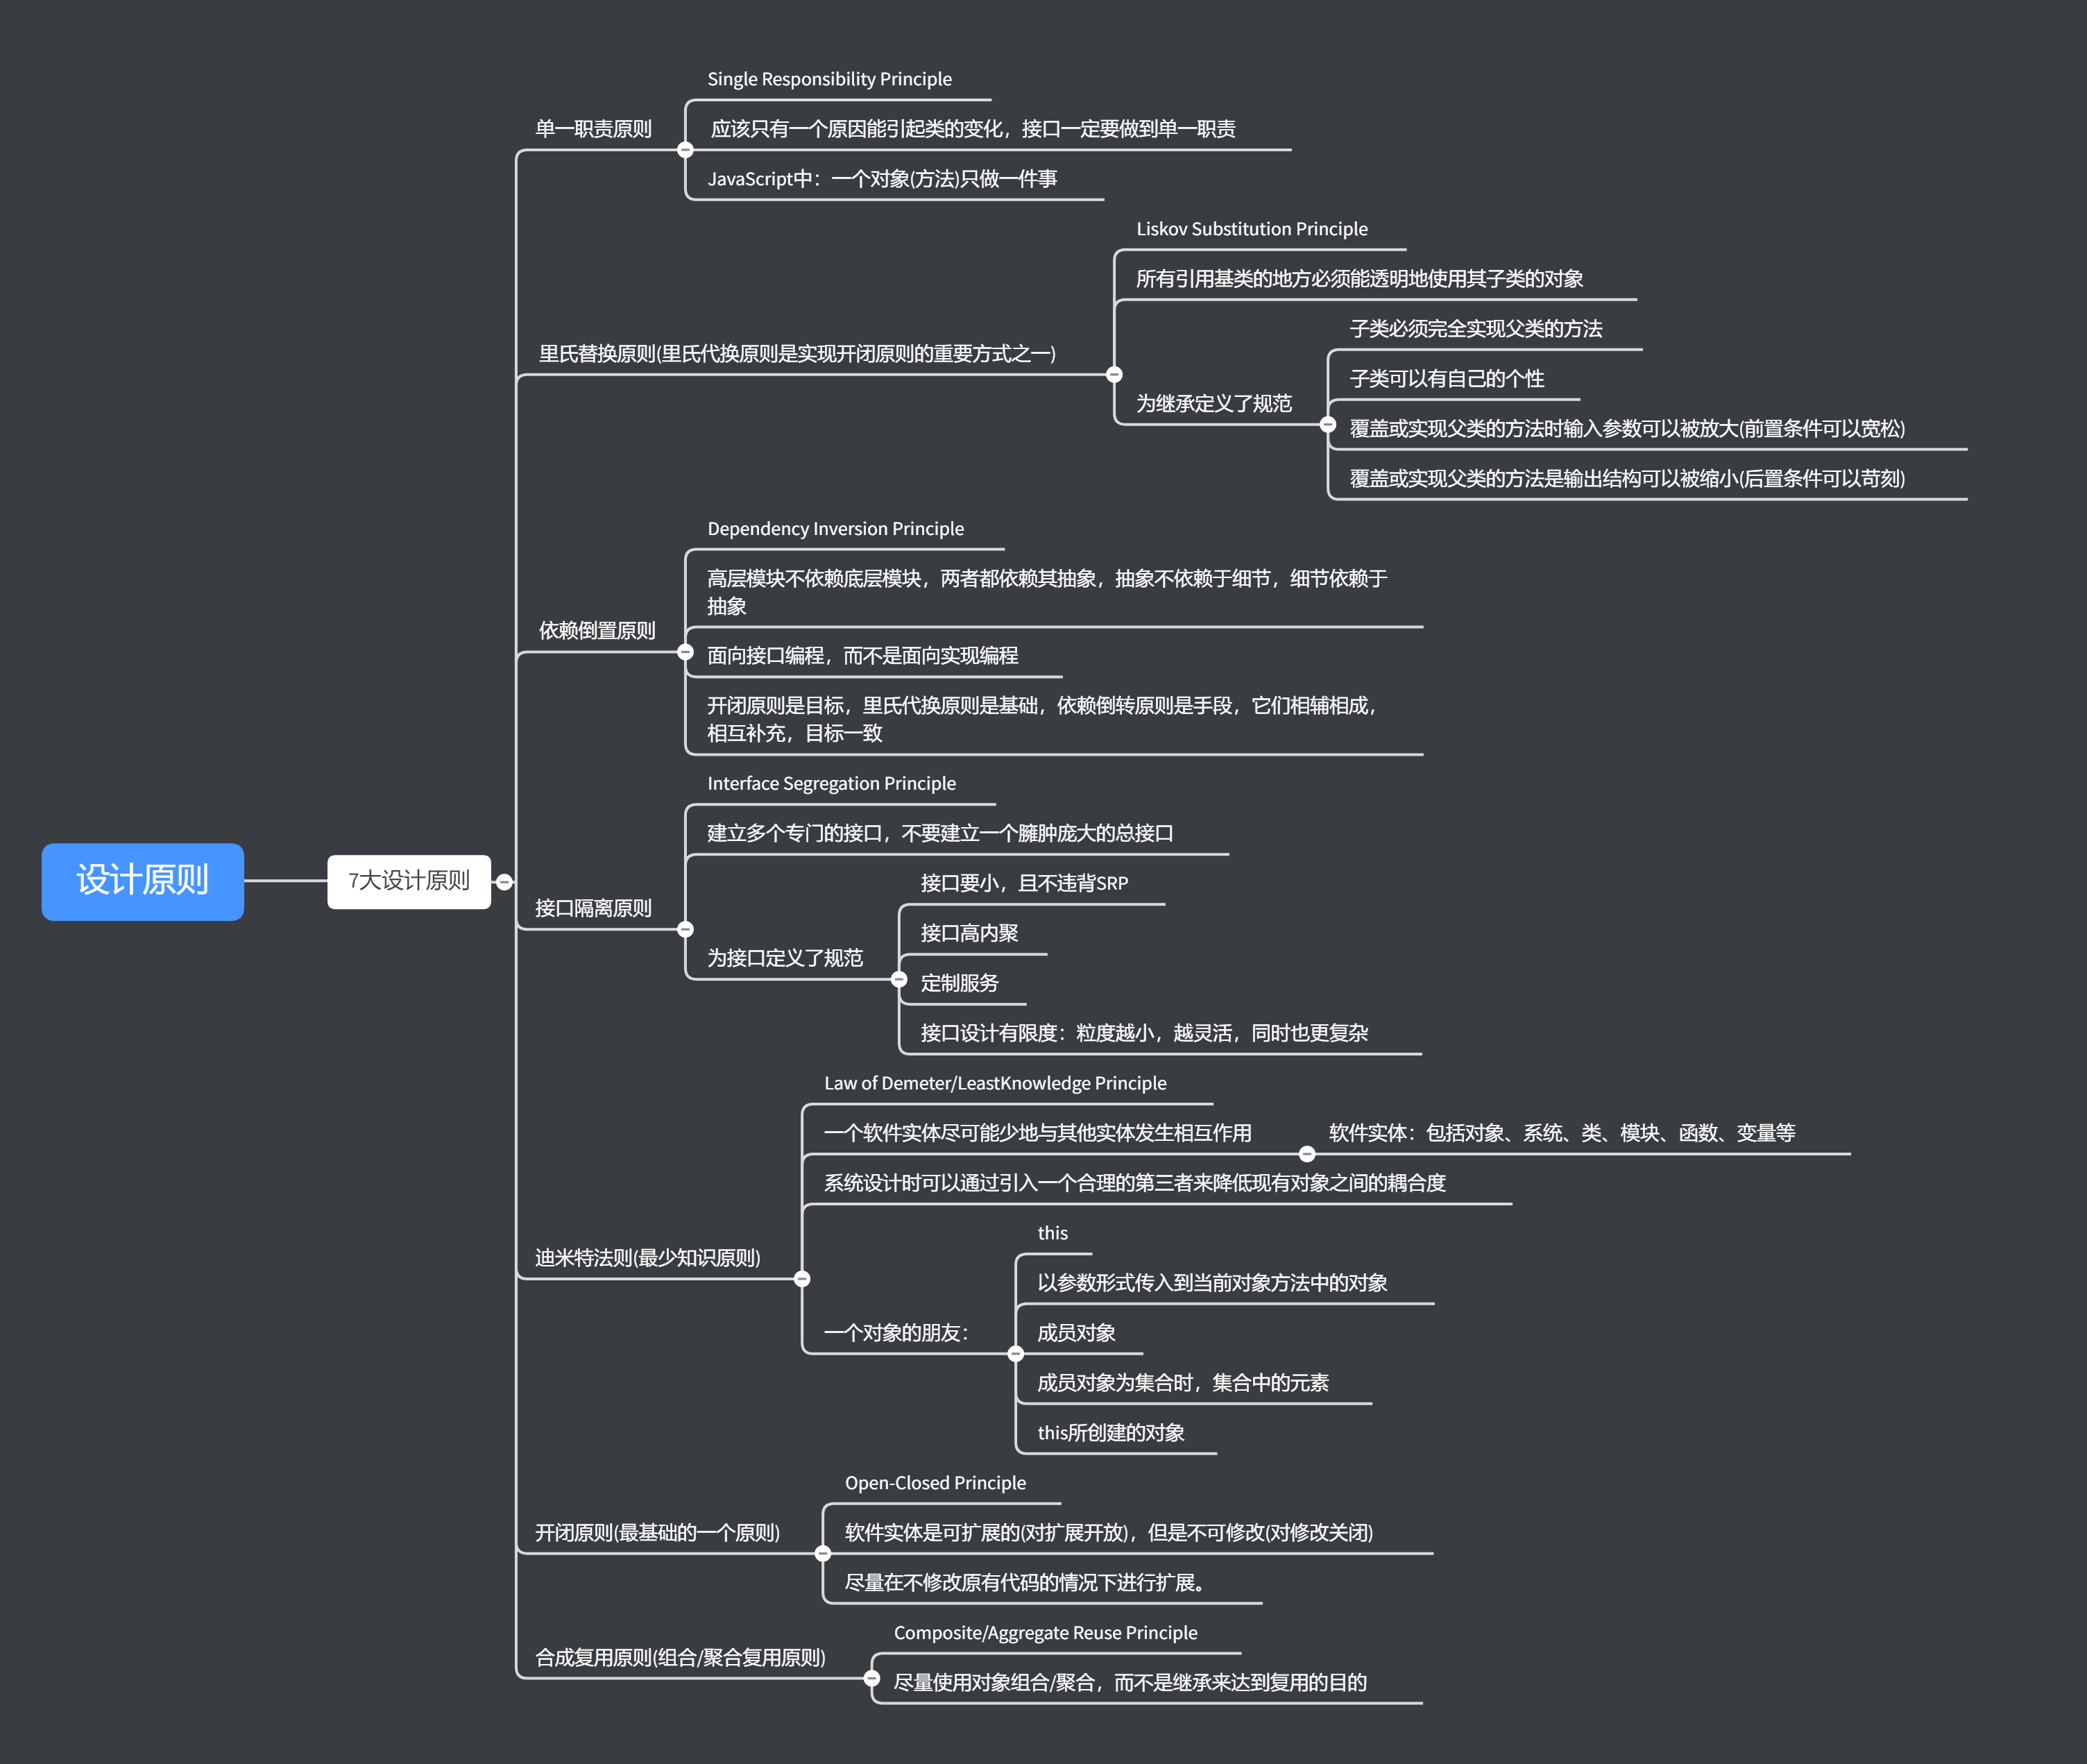 设计原则
7大设计原则
单一职责原则
Single Responsibility Principle
应该只有一个原因能引起类的变化，接口一定要做到单一职责
JavaScript中：一个对象(方法)只做一件事
里氏替换原则(里氏代换原则是实现开闭原则的重要方式之一)
Liskov Substitution Principle
所有引用基类的地方必须能透明地使用其子类的对象
为继承定义了规范
子类必须完全实现父类的方法
子类可以有自己的个性
覆盖或实现父类的方法时输入参数可以被放大(前置条件可以宽松)
覆盖或实现父类的方法是输出结构可以被缩小(后置条件可以苛刻)
依赖倒置原则
Dependency Inversion Principle
高层模块不依赖底层模块，两者都依赖其抽象，抽象不依赖于细节，细节依赖于
抽象
面向接口编程，而不是面向实现编程
开闭原则是目标，里氏代换原则是基础，依赖倒转原则是手段，它们相辅相成，
相互补充，目标一致
接口隔离原则
Interface Segregation Principle
建立多个专门的接口，不要建立一个臃肿庞大的总接口
为接口定义了规范
接口要小，且不违背SRP
接口高内聚
定制服务
接口设计有限度：粒度越小，越灵活，同时也更复杂
迪米特法则(最少知识原则)
Law of Demeter/LeastKnowledge Principle
一个软件实体尽可能少地与其他实体发生相互作用
软件实体：包括对象、系统、类、模块、函数、变量等
系统设计时可以通过引入一个合理的第三者来降低现有对象之间的耦合度
一个对象的朋友：
this
以参数形式传入到当前对象方法中的对象
成员对象
成员对象为集合时，集合中的元素
this所创建的对象
开闭原则(最基础的一个原则)
Open-Closed Principle
软件实体是可扩展的(对扩展开放)，但是不可修改(对修改关闭)
尽量在不修改原有代码的情况下进行扩展。
合成复用原则(组合/聚合复用原则)
Composite/Aggregate Reuse Principle
尽量使用对象组合/聚合，而不是继承来达到复用的目的